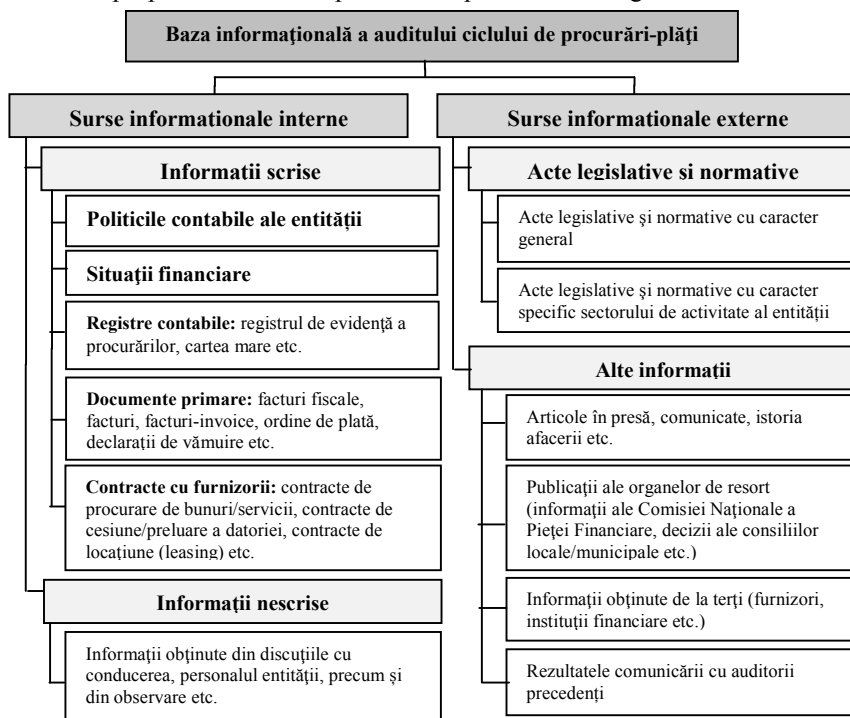 Baza informaţională a auditului ciclului de procurări-plăţi
Surse informationale interne
Informatii scrise
Politicile contabile ale entităţii
Situaţii financiare
Registre contabile: registrul de evidenţă a
procurărilor, cartea mare etc.
Documente primare: facturi fiscale,
facturi, facturi-invoice, ordine de plată,
declaraţii de vămuire etc.
Contracte cu furnizorii: contracte de
procurare de bunuri/servicii, contracte de
cesiune/preluare a datoriei, contracte de
locaţiune (leasing) etc.
Informaţii nescrise
Informaţii obţinute din discuţiile cu
conducerea, personalul entităţii, precum şi
din observare etc.
Surse informationale externe
Acte legislative si normative
Acte legislative şi normative cu caracter
general
Acte legislative şi normative cu caracter
specific sectorului de activitate al entităţii
Alte informaţii
Articole în presă, comunicate, istoria
afacerii etc.
Publicaţii ale organelor de resort
(informaţii ale Comisiei Naţionale a
Pieţei Financiare, decizii ale consiliilor
locale/municipale etc.)
Informaţii obţinute de la terţi (furnizori,
instituţii financiare etc.)
Rezultatele comunicării cu auditorii
precedenţi